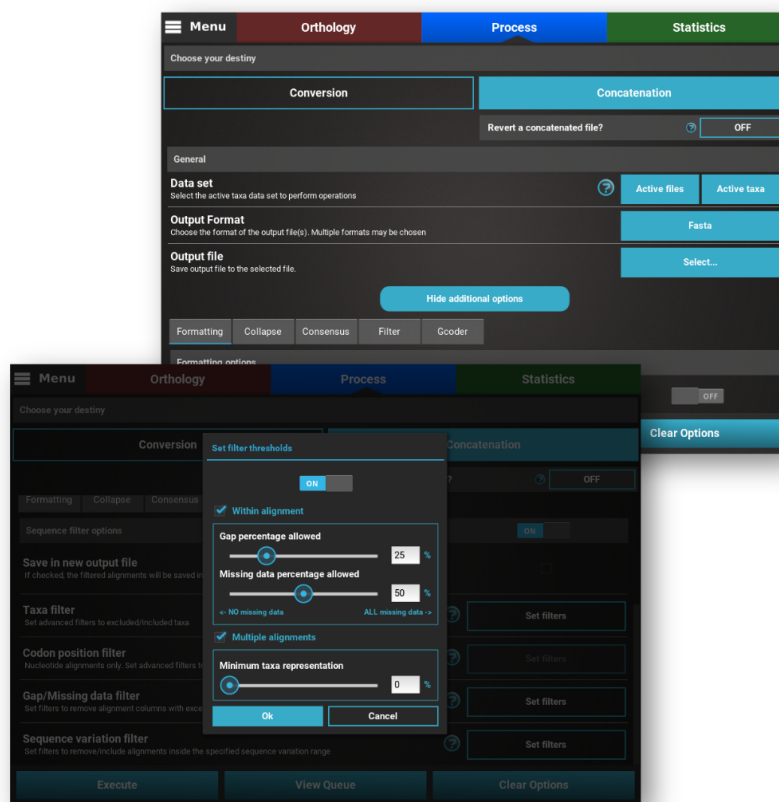 Menu Orthology Process Statistics
Choose your destiny
Conversion Concatenation
Revert a concatenated file? ? OFF
General
Data set
Select the active taxa data set to perform operations
? Active files Active taxa
Output Format
Choose the format of the output file(s). Multiple formats may be chosen
Fasta
Output file
Save output file to the selected file.
Select...
Hide additional options
Formatting Collapse Consensus Filter Gcoder
Formatting options
OFF
Clear Options
Menu Orthology Process Statistics
Choose your destiny
Conversion Concatenation
? ? OFF
Formatting Collapse Consensus
Sequence filter options ON
Save in new output file
If checked, the filtered alignments will be saved in
Taxa filter
Set advanced filters to excluded/included taxa
? Set filters
Codon position filter
Nucleotide alignments only. Set advanced filters to
? Set filters
Gap/Missing data filter
Set filters to remove alignment columns with exce
? Set filters
Sequence variation filter
Set filters to remove/include alignments inside the specified sequence variation range
? Set filters
Execute View Queue Clear Options
Set filter thresholds
ON
Within alignment
Gap percentage allowed
25 %
Missing data percentage allowed
50 %
<- NO missing data ALL missing data ->
Multiple alignments
Minimum taxa representation
0 %
Ok Cancel